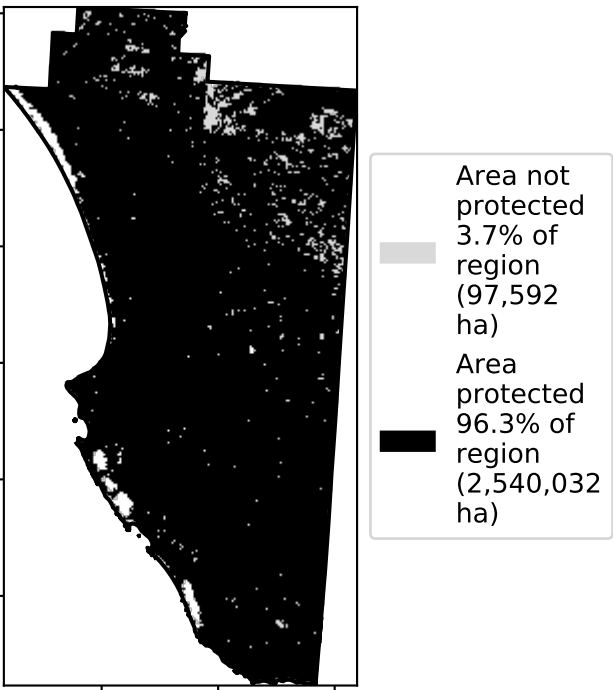 Area not
protected
3.7% of
region
(97,592
ha)
Area
protected
96.3% of
region
(2,540,032
ha)